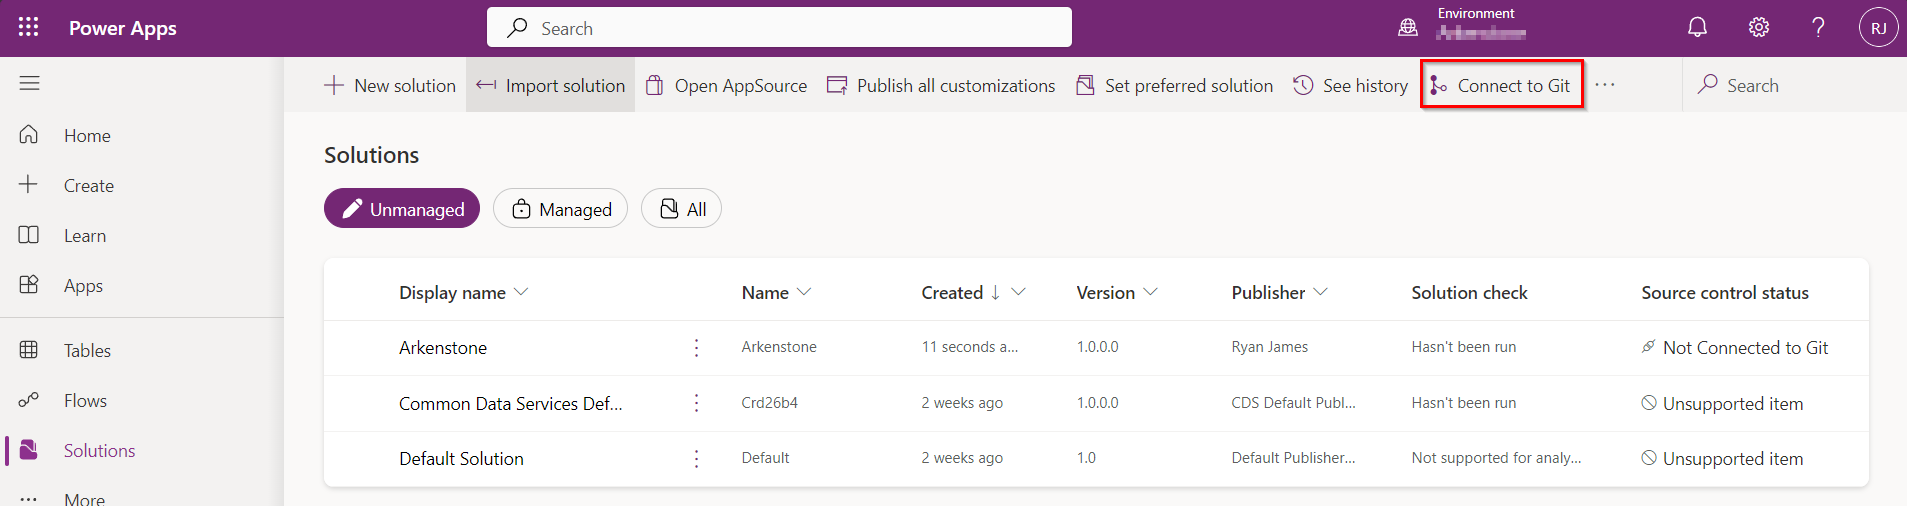 Power Apps
Search
Environment
RJ
New solution
Import solution
Open AppSource
Publish all customizations
Set preferred solution
See history
Connect to Git
Search
Home
Create
Learn
Apps
Tables
Flows
Solutions
More
Solutions
Unmanaged
Managed
All
Display name Name Created Version Publisher Solution check Source control status
Arkenstone Arkenstone 11 seconds a... 1.0.0.0 Ryan James Hasn't been run Not Connected to Git
Common Data Services Def... Crd26b4 2 weeks ago 1.0.0.0 CDS Default Publ... Hasn't been run Unsupported item
Default Solution Default 2 weeks ago 1.0 Default Publisher... Not supported for analy... Unsupported item